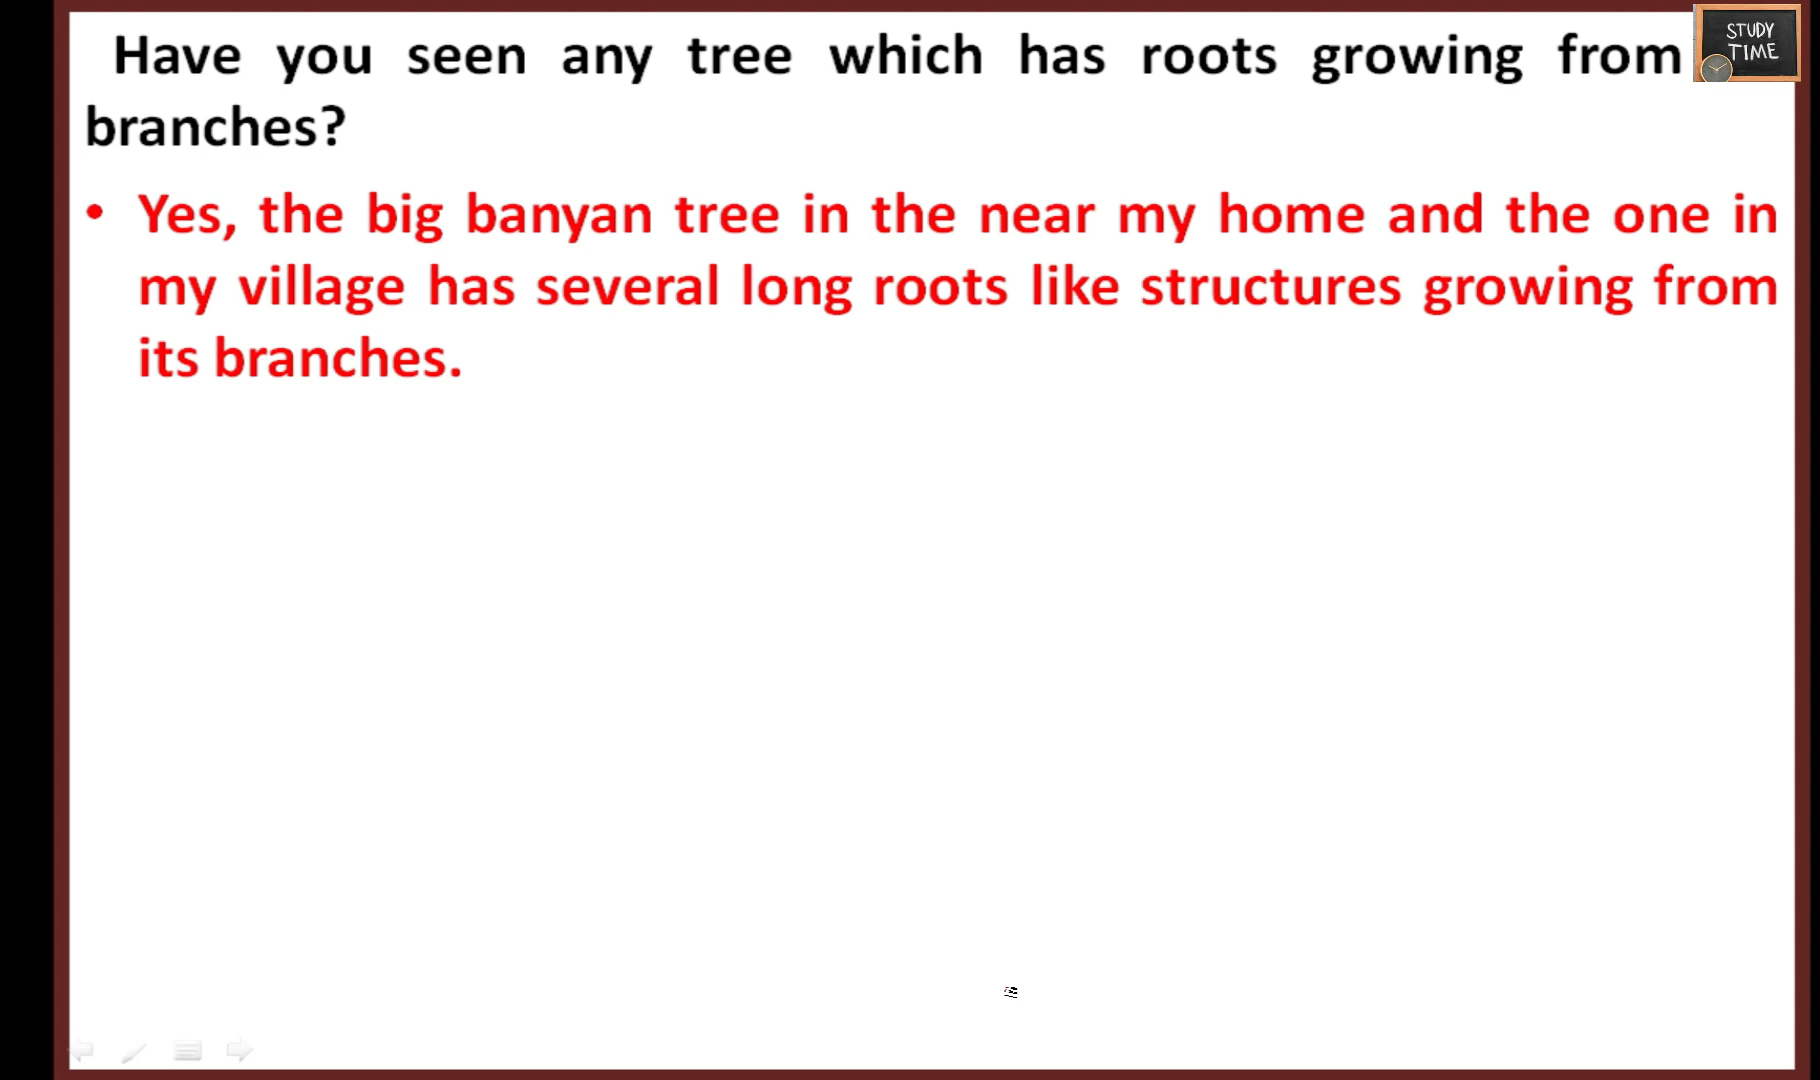 Have you seen any tree which has roots growing from
branches?
STUDY
TIME
• Yes, the big banyan tree in the near my home and the one in
my village has several long roots like structures growing from
its branches.